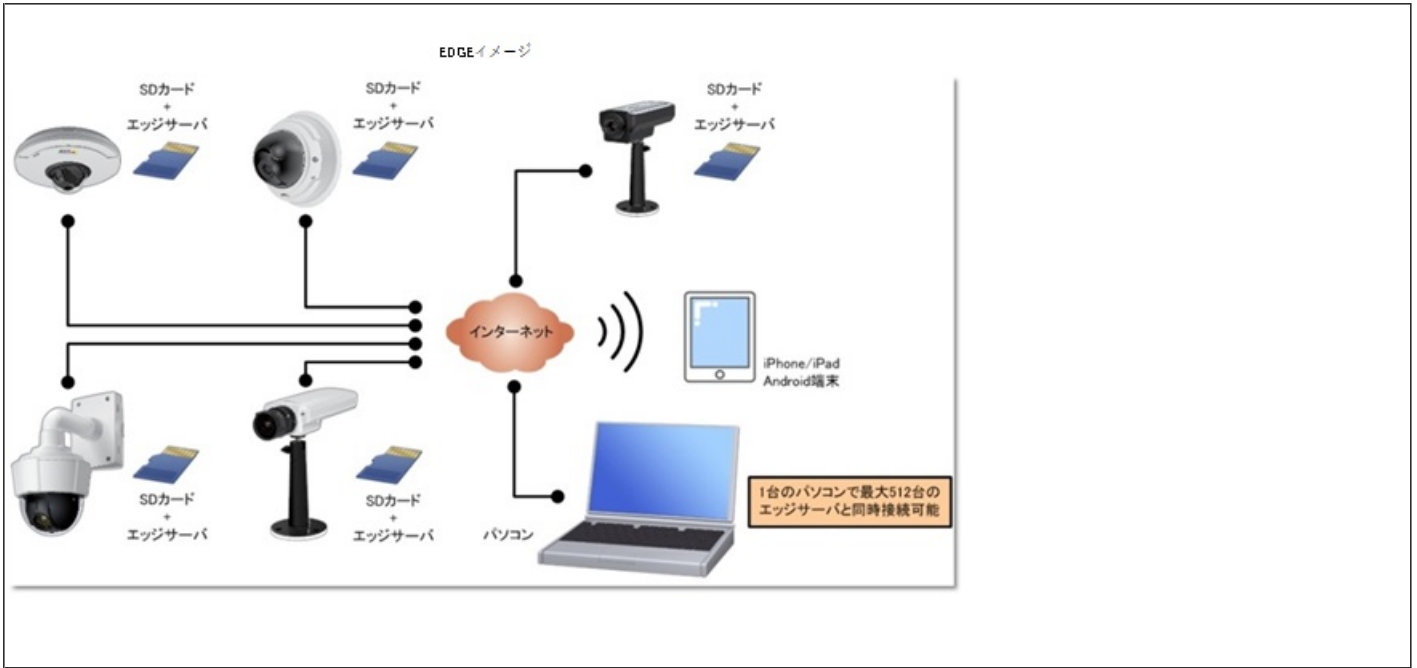 EDGEイメージ
SDカード
+
エッジサーバ
SDカード
+
エッジサーバ
SDカード
+
エッジサーバ
インターネット
iPhone/iPad
Android端末
SDカード
+
エッジサーバ
SDカード
+
エッジサーバ
パソコン
1台のパソコンで最大512台の
エッジサーバと同時接続可能